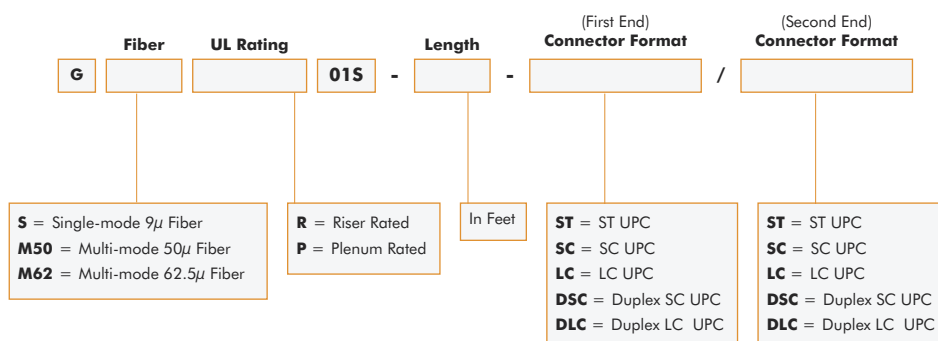 (First End)
(Second End)
Fiber UL Rating Length Connector Format Connector Format
G 01S - - /
S = Single-mode 9μ Fiber
M50 = Multi-mode 50μ Fiber
M62 = Multi-mode 62.5μ Fiber
R = Riser Rated
P = Plenum Rated
In Feet
ST = ST UPC
SC = SC UPC
LC = LC UPC
DSC = Duplex SC UPC
DLC = Duplex LC UPC
ST = ST UPC
SC = SC UPC
LC = LC UPC
DSC = Duplex SC UPC
DLC = Duplex LC UPC